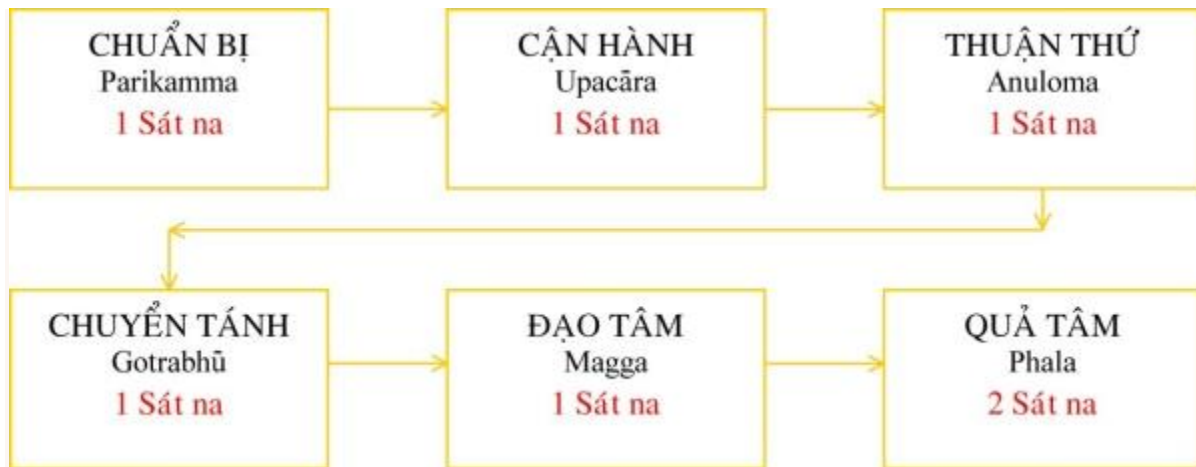 CHUẨN BỊ
Parikamma
1 Sát na
CẬN HÀNH
Upacāra
1 Sát na
THUẬN THỨ
Anuloma
1 Sát na
CHUYỂN TÁNH
Gotrabhū
1 Sát na
ĐẠO TÂM
Magga
1 Sát na
QUẢ TÂM
Phala
2 Sát na